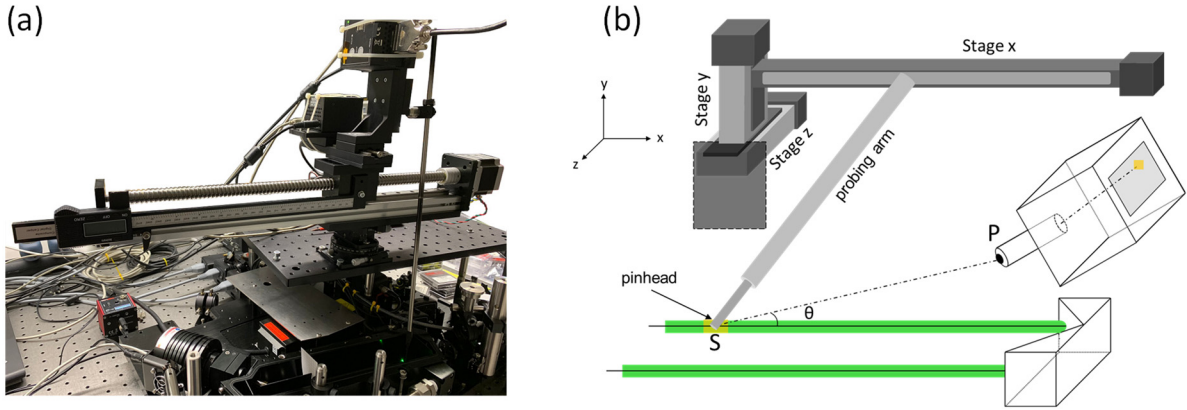 (a)
(b)
Stage x
Stage y
y
x
z
Stage z
probing arm
P
pinhead
θ
S